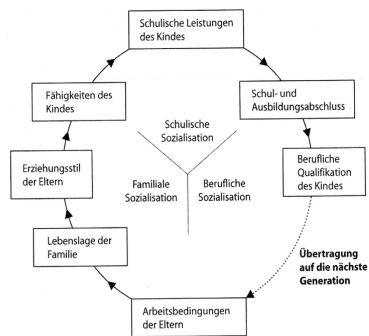 Schulische Leistungen
des Kindes
Fähigkeiten des
Kindes
Schul- und
Ausbildungsabschluss
Schulische
Sozialisation
Erziehungsstil
der Eltern
Familiale
Sozialisation
Berufliche
Sozialisation
Berufliche
Qualifikation
des Kindes
Lebenslage der
Familie
Übertragung
auf die nächste
Generation
Arbeitsbedingungen
der Eltern